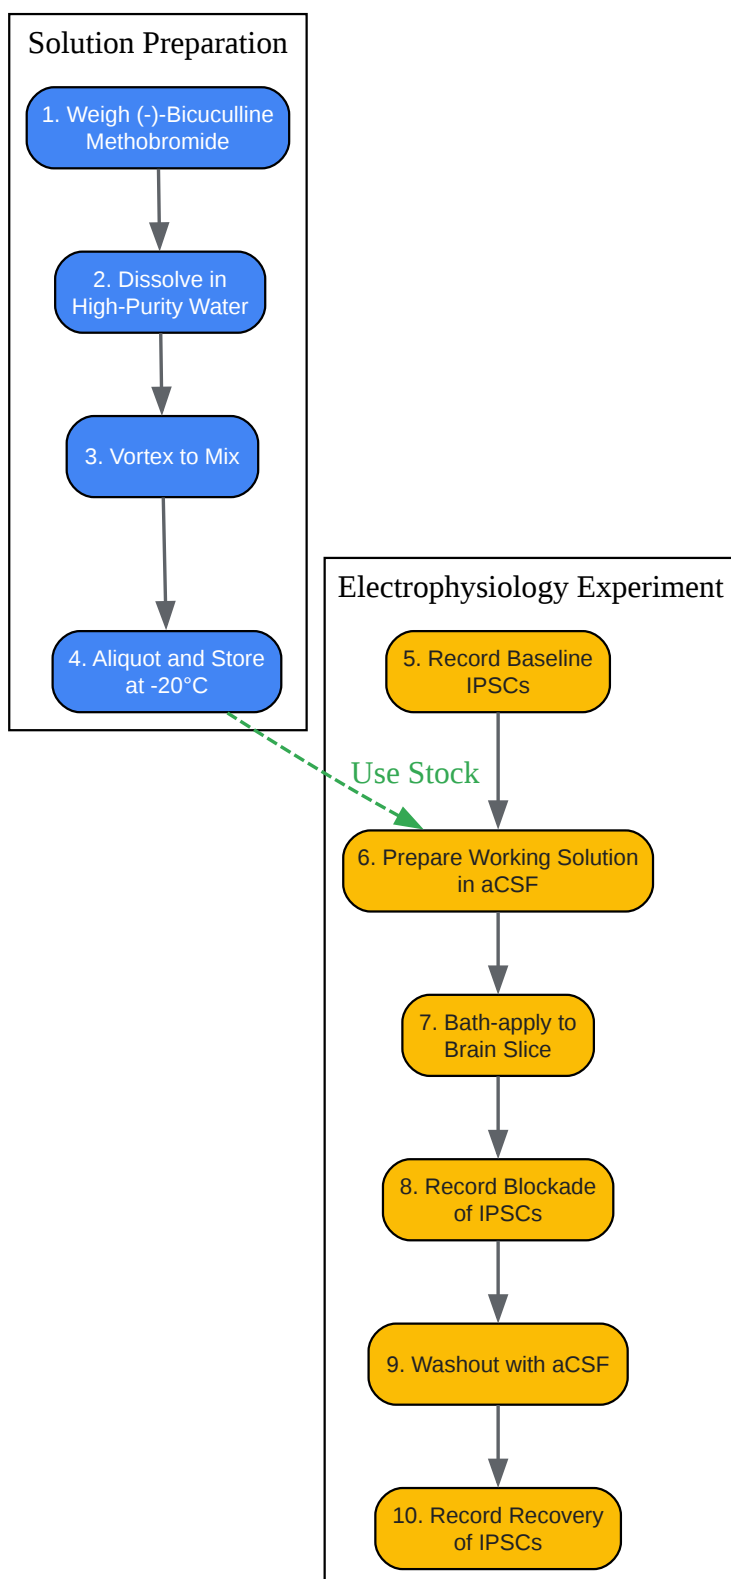 Solution Preparation
1. Weigh (-)-Bicuculline
Methobromide
2. Dissolve in
High-Purity Water
3. Vortex to Mix
4. Aliquot and Store
at -20°C
Use Stock
Electrophysiology Experiment
5. Record Baseline
IPSCs
6. Prepare Working Solution
in aCSF
7. Bath-apply to
Brain Slice
8. Record Blockade
of IPSCs
9. Washout with aCSF
10. Record Recovery
of IPSCs